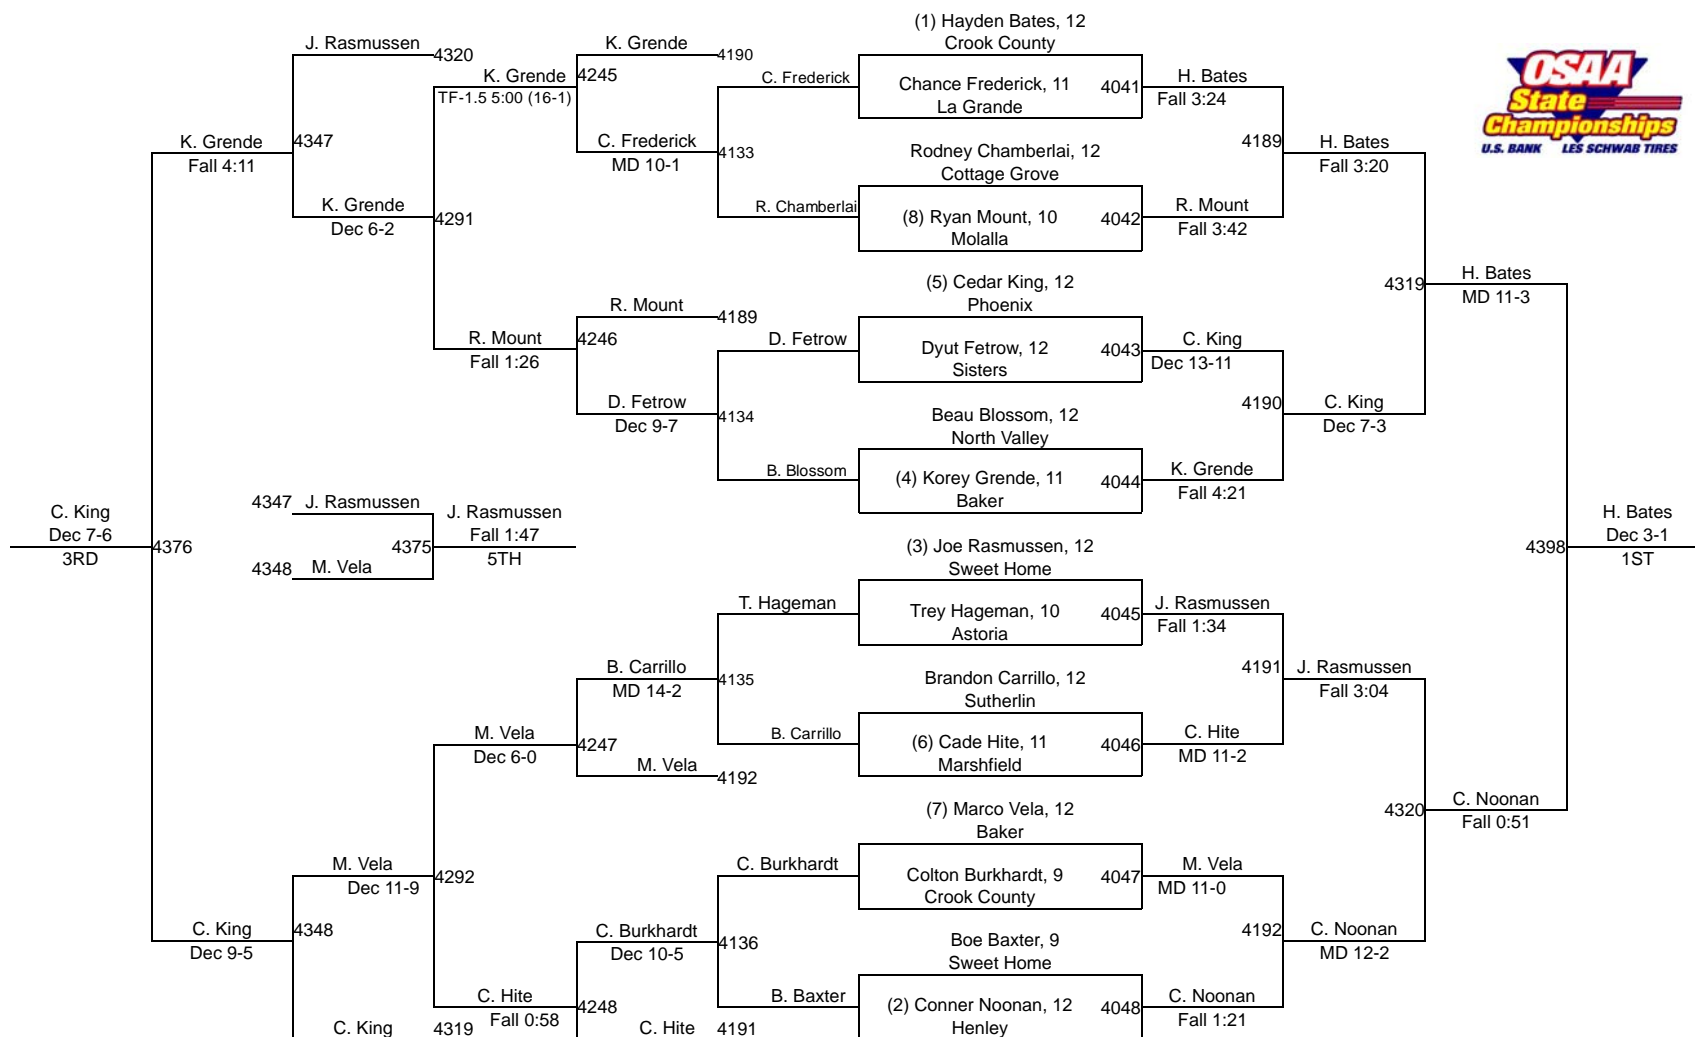 (1) Hayden Bates, 12
Crook County
J. Rasmussen
4320
K. Grende
4190
K. Grende
4245
TF-1.5 5:00 (16-1)
C. Frederick
Chance Frederick, 11
La Grande
4041
H. Bates
Fall 3:24
OSAA
State
Championships
U.S. BANK LES SCHWAB TIRES
K. Grende
Fall 4:11
4347
C. Frederick
MD 10-1
4133
Rodney Chamberlai, 12
Cottage Grove
4189
H. Bates
Fall 3:20
K. Grende
Dec 6-2
4291
R. Chamberlai
(8) Ryan Mount, 10
Molalla
4042
R. Mount
Fall 3:42
(5) Cedar King, 12
Phoenix
4319
H. Bates
MD 11-3
R. Mount
4189
R. Mount
Fall 1:26
4246
D. Fetrow
Dyut Fetrow, 12
Sisters
4043
C. King
Dec 13-11
D. Fetrow
Dec 9-7
4134
Beau Blossom, 12
North Valley
4190
C. King
Dec 7-3
B. Blossom
(4) Korey Grende, 11
Baker
4044
K. Grende
Fall 4:21
C. King
Dec 7-6
3RD
4376
4347
J. Rasmussen
4348
M. Vela
4375
J. Rasmussen
Fall 1:47
5TH
(3) Joe Rasmussen, 12
Sweet Home
4398
H. Bates
Dec 3-1
1ST
T. Hageman
Trey Hageman, 10
Astoria
4045
J. Rasmussen
Fall 1:34
B. Carrillo
MD 14-2
4135
Brandon Carrillo, 12
Sutherlin
4191
J. Rasmussen
Fall 3:04
M. Vela
Dec 6-0
4247
M. Vela
4192
B. Carrillo
(6) Cade Hite, 11
Marshfield
4046
C. Hite
MD 11-2
(7) Marco Vela, 12
Baker
4320
C. Noonan
Fall 0:51
M. Vela
Dec 11-9
4292
C. Burkhardt
Colton Burkhardt, 9
Crook County
4047
M. Vela
MD 11-0
C. King
Dec 9-5
4348
C. Burkhardt
Dec 10-5
4136
Boe Baxter, 9
Sweet Home
4192
C. Noonan
MD 12-2
C. Hite
Fall 0:58
4248
B. Baxter
(2) Conner Noonan, 12
Henley
4048
C. Noonan
Fall 1:21
C. King
4319
C. Hite
4191